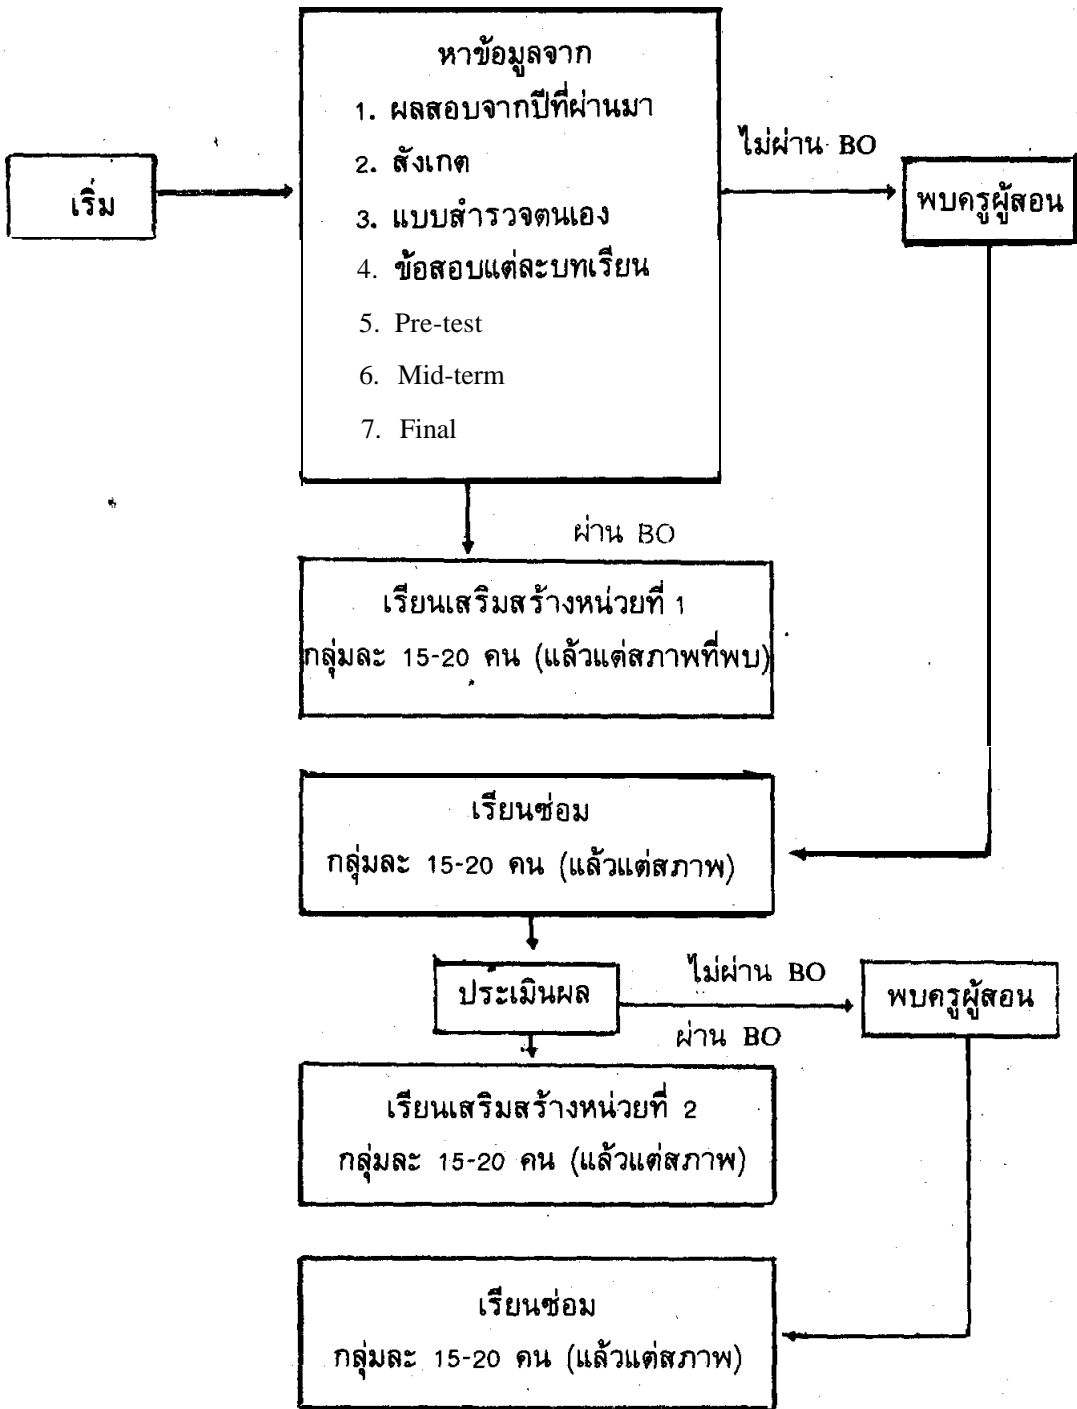 หาข้อมูลจาก
1. ผลสอบจากปีที่ผ่านมา
2. สังเกต
3. แบบสำรวจตนเอง
4. ข้อสอบแต่ละบทเรียน
5. Pre-test
6. Mid-term
7. Final
เริ่ม
ไม่ผ่าน BO
พบครูผู้สอน
ผ่าน BO
เรียนเสริมสร้างหน่วยที่ 1
กลุ่มละ 15-20 คน (แล้วแต่สภาพที่พบ)
เรียนซ่อม
กลุ่มละ 15-20 คน (แล้วแต่สภาพ)
ประเมินผล
ไม่ผ่าน BO
พบครูผู้สอน
ผ่าน BO
เรียนเสริมสร้างหน่วยที่ 2
กลุ่มละ 15-20 คน (แล้วแต่สภาพ)
เรียนซ่อม
กลุ่มละ 15-20 คน (แล้วแต่สภาพ)